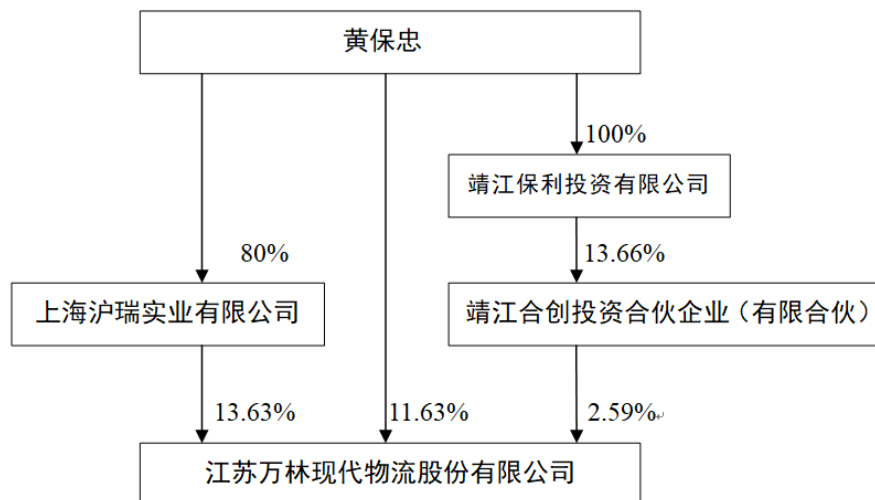 黄保忠
100%
靖江保利投资有限公司
80%
13.66%
上海沪瑞实业有限公司
靖江合创投资合伙企业（有限合伙）
13.63%
11.63%
2.59%
江苏万林现代物流股份有限公司